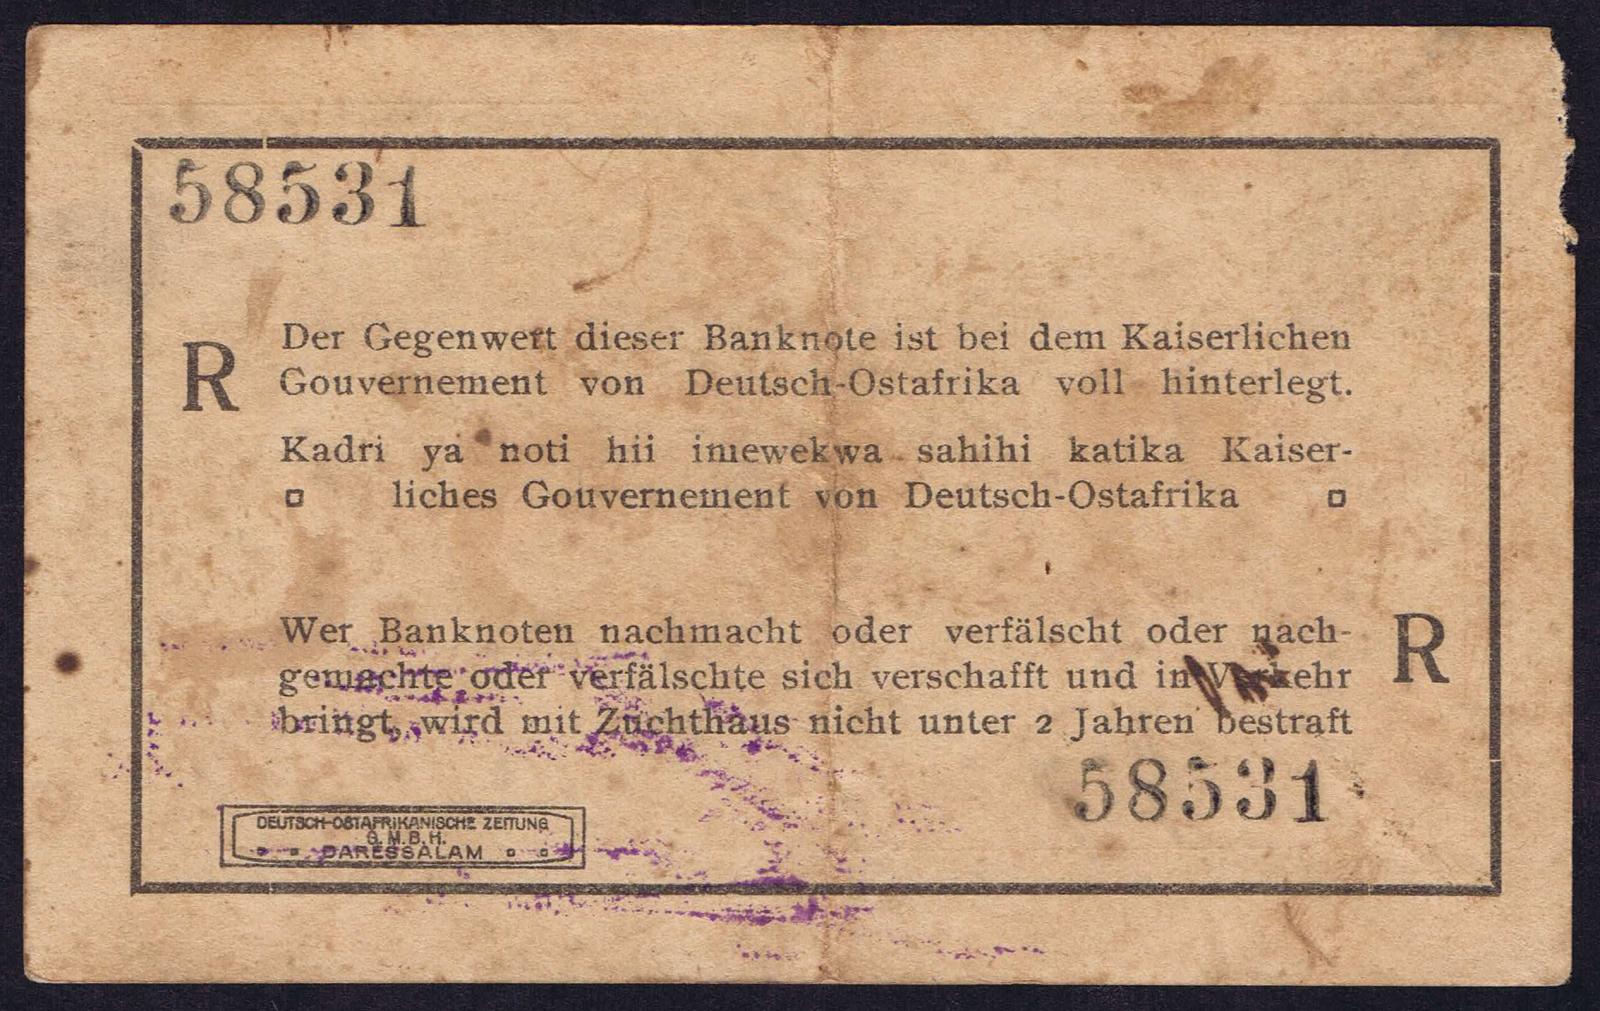 58531
Der Gegenwert dieser Banknote ist bei dem Kaiserlichen
R
Gouvernement von Deutsch-Ostafrika voll hinterlegt.
Kadri ya noti hii imewekwa sahihi katika Kaiser-
liches Gouvernement von Deutsch-Ostafrika
Wer Banknoten nachmacht oder verfälscht oder nach-
R
gemachte oder verfälschte sich verschafft und in Verkehr
bringt, wird mit Zuchthaus nicht unter 2 Jahren bestraft
58531
DEUTSCH-OSTAFRIKANISCHE ZEITUNG
G.M.B.H.
DARESSALAM